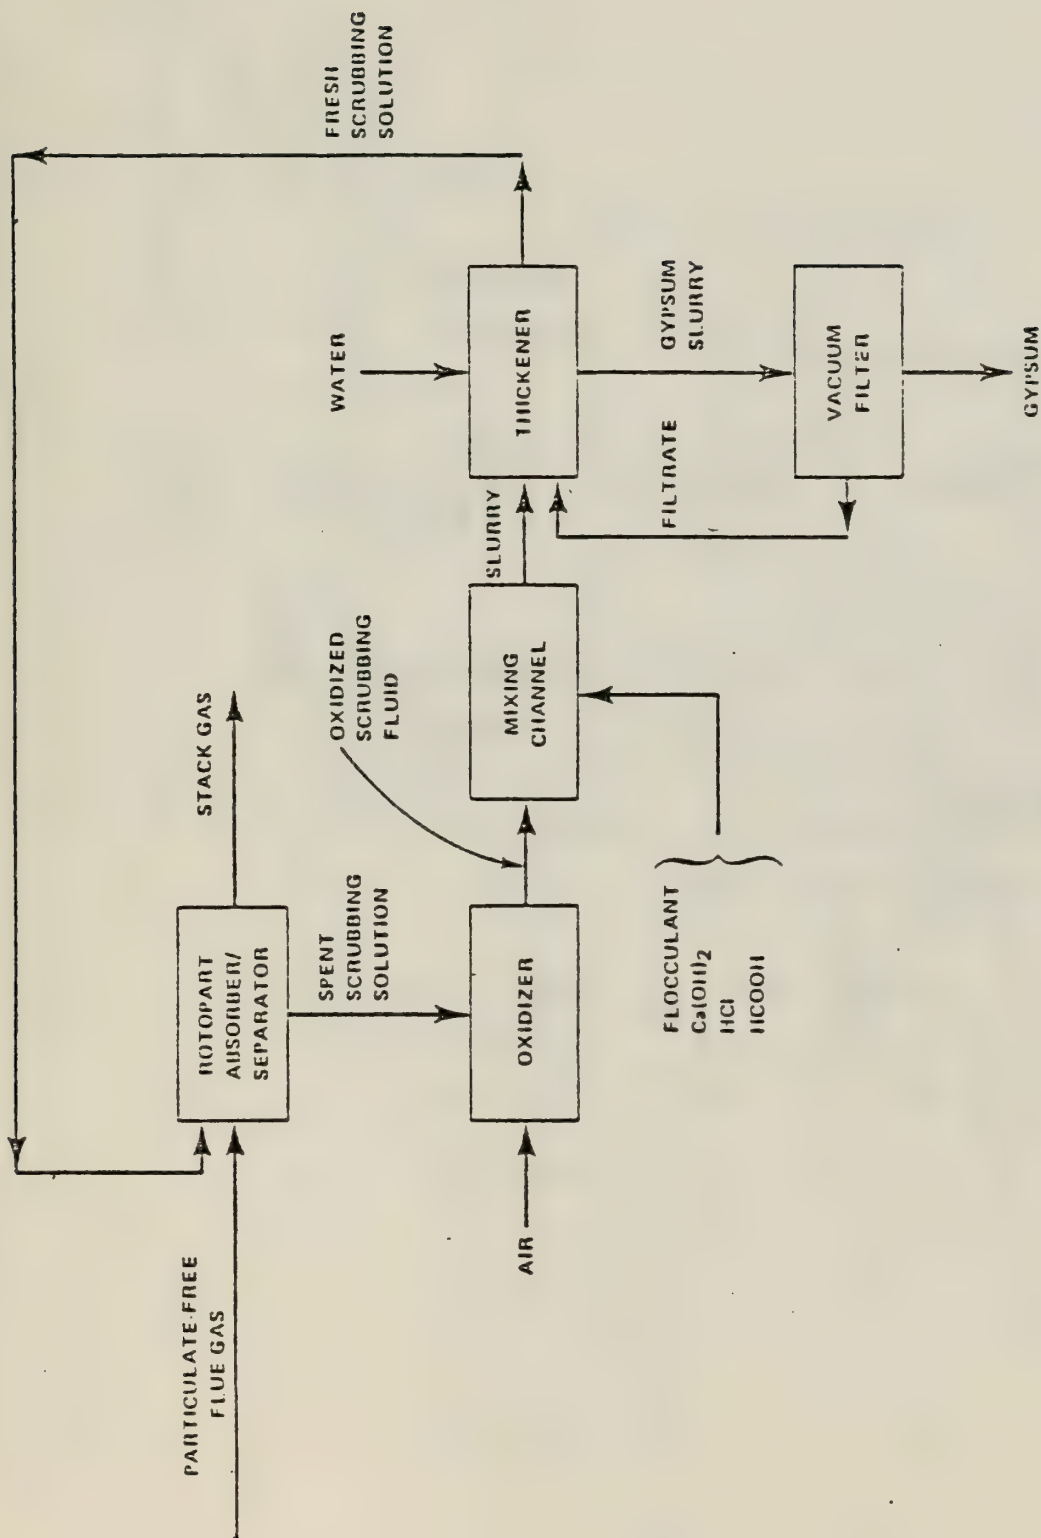 PARTICULATE-FREE
FLUE GAS
ROTOPART
ABSORBER/
SEPARATOR
STACK GAS
FRESH
SCRUBBING
SOLUTION
SPENT
SCRUBBING
SOLUTION
OXIDIZED
SCRUBBING
FLUID
WATER
AIR
OXIDIZER
MIXING
CHANNEL
SLURRY
THICKENER
FLOCCULANT
Ca(OH)2
HCl
HCOOH
FILTRATE
GYPSUM
SLURRY
VACUUM
FILTER
GYPSUM